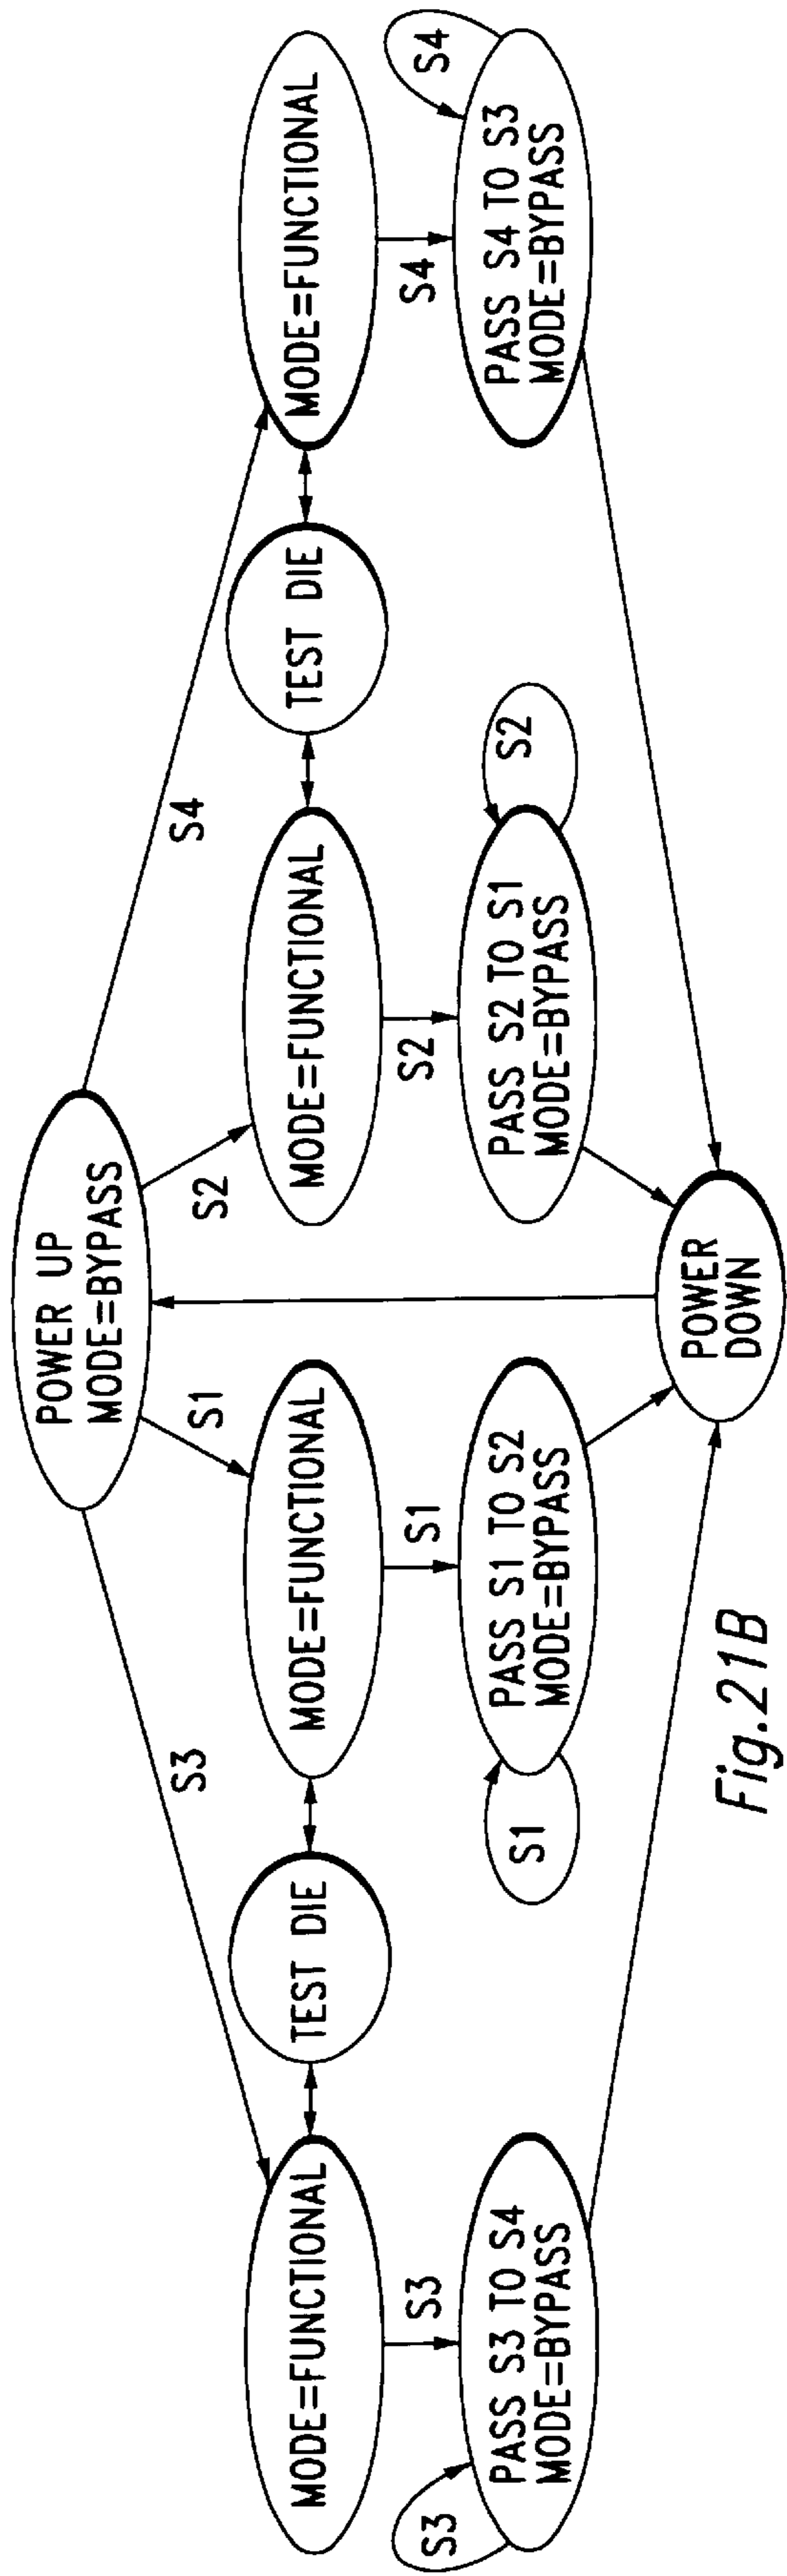 POWER UP
MODE=BYPASS
S3
S1
S2
S4
MODE=FUNCTIONAL
TEST DIE
MODE=FUNCTIONAL
MODE=FUNCTIONAL
TEST DIE
MODE=FUNCTIONAL
S3
S1
S2
S4
S3
PASS S3 TO S4
MODE=BYPASS
S1
PASS S1 TO S2
MODE=BYPASS
PASS S2 TO S1
MODE=BYPASS
S2
PASS S4 TO S3
MODE=BYPASS
S4
POWER
DOWN
Fig.21B